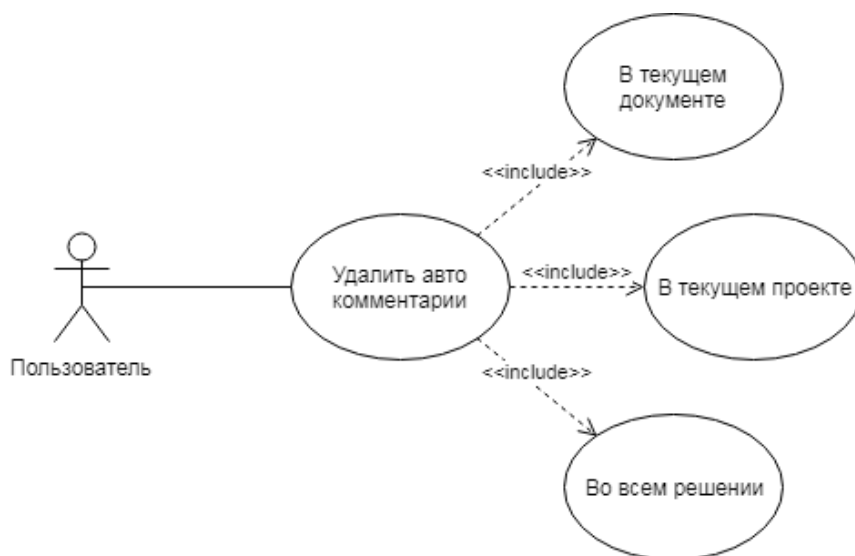 В текущем
документе
<<include>>
Удалить авто
комментарии
<<include>>
В текущем проекте
Пользователь
<<include>>
Во всем решении